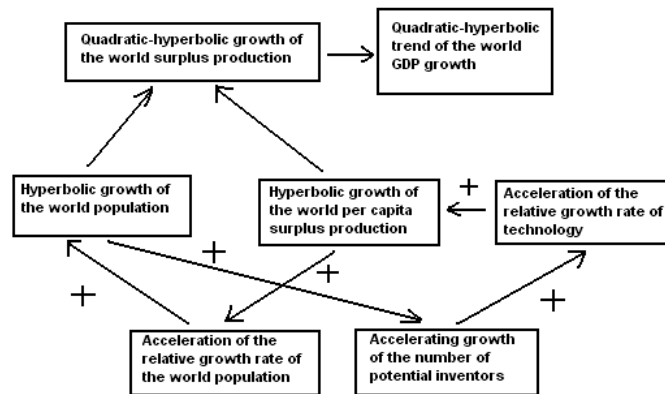 Quadratic-hyperbolic growth of
the world surplus production
Quadratic-hyperbolic
trend of the world
GDP growth
Hyperbolic growth of
the world population
Hyperbolic growth of
the world per capita
surplus production
+
Acceleration of the
relative growth rate of
technology
+
+
+
+
Acceleration of the
relative growth rate of
the world population
Accelerating growth
of the number of
potential inventors